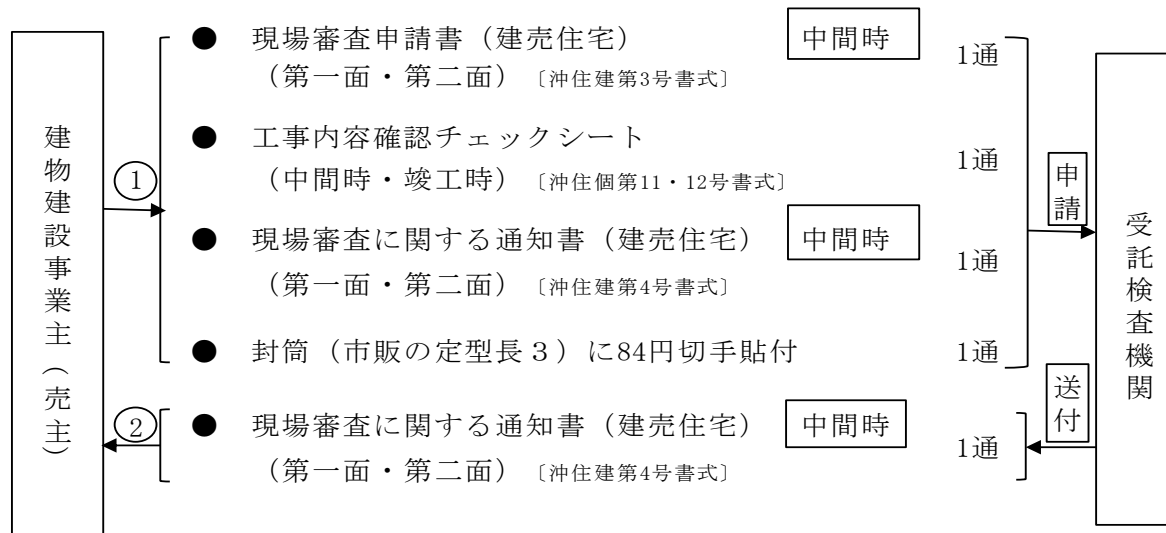 建物建設事業主（売主）
①
● 現場審査申請書（建売住宅） 中間時 1通
（第一面・第二面）〔沖住建第3号書式〕
● 工事内容確認チェックシート 1通
（中間時・竣工時）〔沖住個第11・12号書式〕
● 現場審査に関する通知書（建売住宅） 中間時 1通
（第一面・第二面）〔沖住建第4号書式〕
● 封筒（市販の定型長３）に84円切手貼付 1通
申請
受託検査機関
②
● 現場審査に関する通知書（建売住宅） 中間時 1通
（第一面・第二面）〔沖住建第4号書式〕
送付